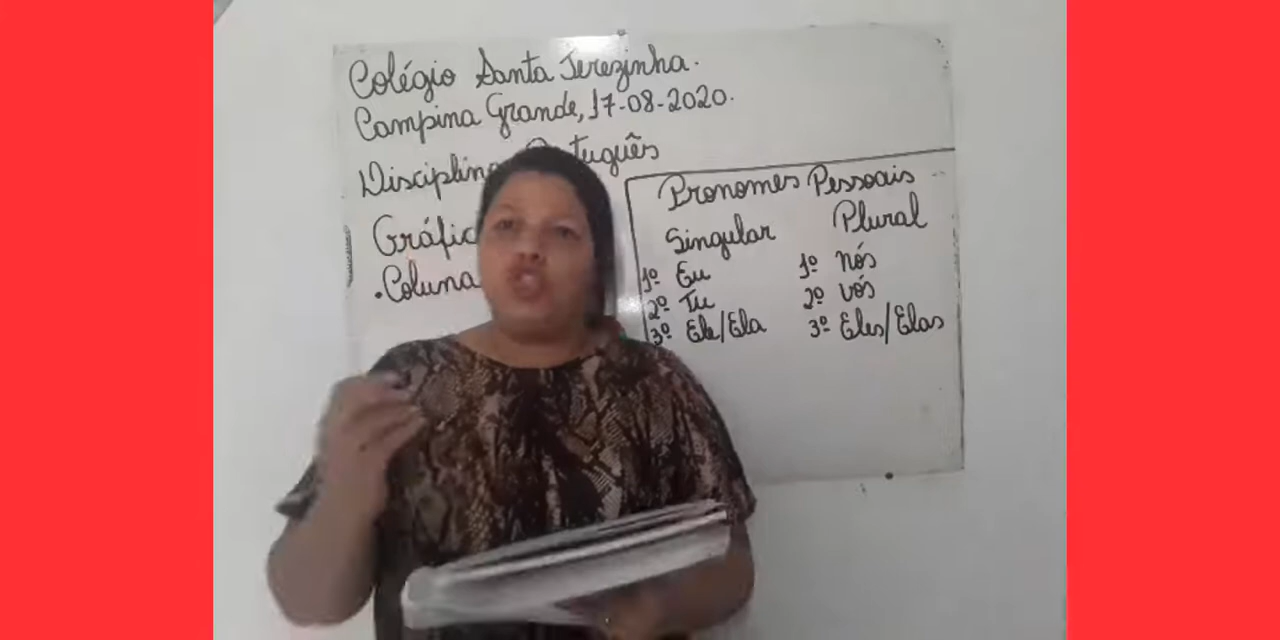 Colégio Santa Terezinha.
Campina Grande, 17-08-2020.
Pronomes Pessoais
Singular Plural
1º Eu 1º nós
2º Tu 2º vós
3º Ele/Ela 3º Eles/Elas